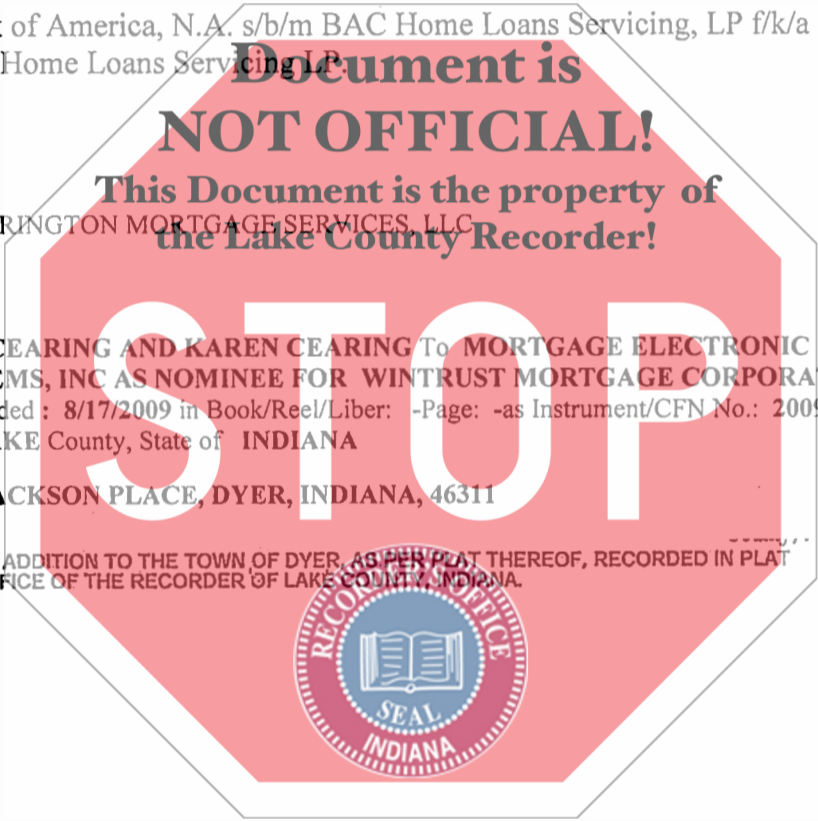 of America, N.A. s/b/m BAC Home Loans Servicing, LP f/k/a
Home Loans Servicing LP.
Document is
NOT OFFICIAL!
This Document is the property of
RINGTON MORTGAGE SERVICES, LLC
the Lake County Recorder!
STOP
CEARING AND KAREN CEARING To MORTGAGE ELECTRONIC
EMS, INC AS NOMINEE FOR WINTRUST MORTGAGE CORPORA
ded : 8/17/2009 in Book/Reel/Liber: -Page: -as Instrument/CFN No.: 2009
KE County, State of INDIANA
ACKSON PLACE, DYER, INDIANA, 46311
ADDITION TO THE TOWN OF DYER, AS PER PLAT THEREOF, RECORDED IN PLAT
FICE OF THE RECORDER OF LAKE COUNTY, INDIANA.
RECORDER'S OFFICE
SEAL
INDIANA